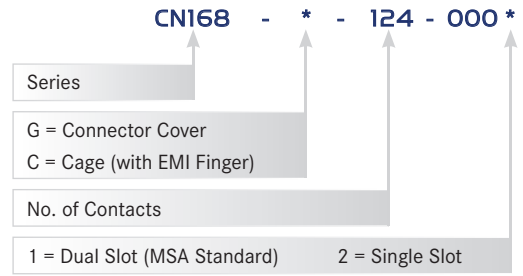 CN168 - * - 124 - 000 *
Series
G = Connector Cover
C = Cage (with EMI Finger)
No. of Contacts
1 = Dual Slot (MSA Standard) 2 = Single Slot